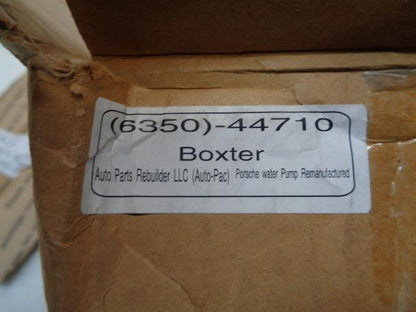 (6350)-44710
Boxter
Auto Parts Rebuilder LLC (Auto-Pac) Porsche water Pump Remanufactured